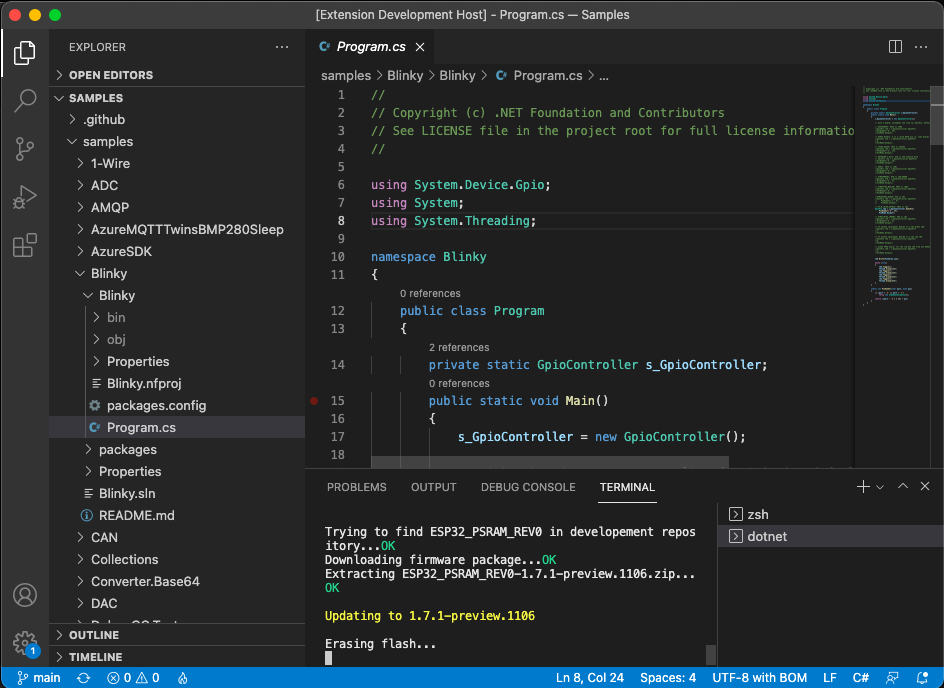 [Extension Development Host] - Program.cs — Samples
EXPLORER
OPEN EDITORS
SAMPLES
.github
samples
1-Wire
ADC
AMQP
AzureMQTTTwinsBMP280Sleep
AzureSDK
Blinky
Blinky
bin
obj
Properties
Blinky.nfproj
packages.config
C# Program.cs
packages
Properties
Blinky.sln
README.md
CAN
Collections
Converter.Base64
DAC
OUTLINE
TIMELINE
1
C# Program.cs
samples > Blinky > Blinky > C# Program.cs > ...
1 //
2 // Copyright (c) .NET Foundation and Contributors
3 // See LICENSE file in the project root for full license informatio
4 //
5
6 using System.Device.Gpio;
7 using System;
8 using System.Threading;
9
10 namespace Blinky
11 {
0 references
12 public class Program
13 {
2 references
14 private static GpioController s_GpioController;
0 references
15 public static void Main()
16 {
17 s_GpioController = new GpioController();
18
PROBLEMS OUTPUT DEBUG CONSOLE TERMINAL
Trying to find ESP32_PSRAM_REV0 in developement repos
itory...OK
Downloading firmware package...OK
Extracting ESP32_PSRAM_REV0-1.7.1-preview.1106.zip...
OK
Updating to 1.7.1-preview.1106
Erasing flash...
zsh
dotnet
main 0 0 Ln 8, Col 24 Spaces: 4 UTF-8 with BOM LF C#